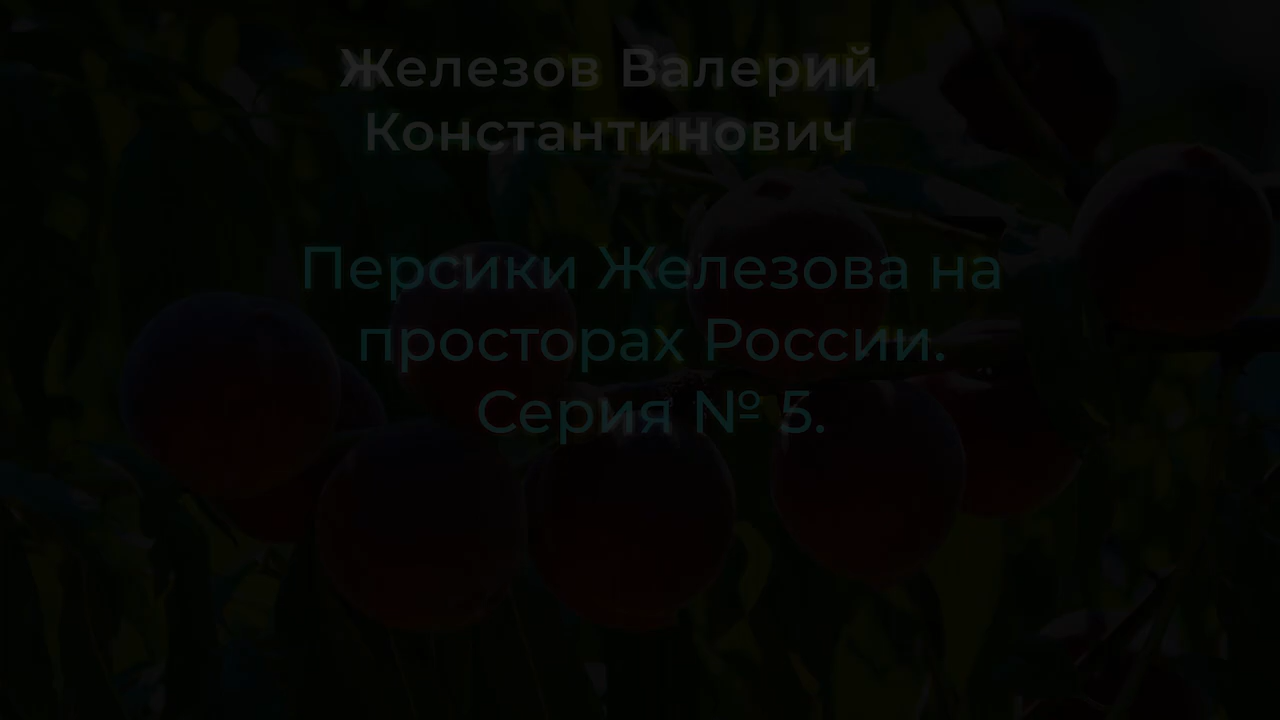 Железов Валерий
Константинович
Персики Железова на
просторах России.
Серия № 5.